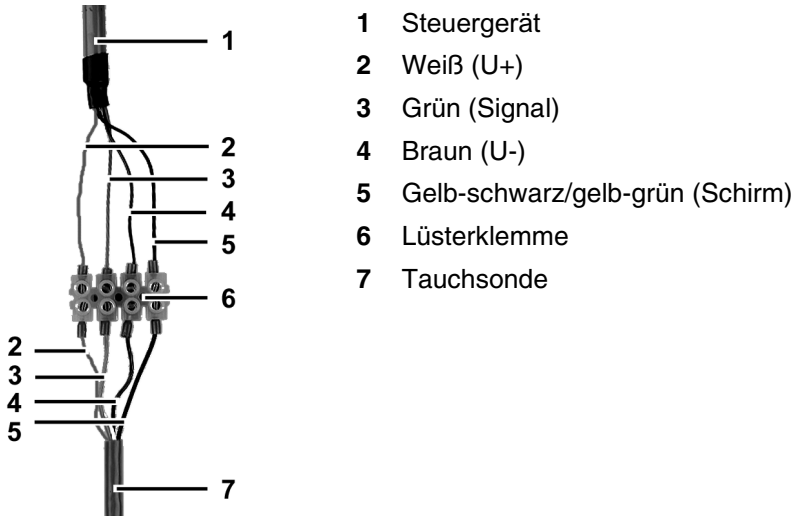 1
2
3
4
5
6
2
3
4
5
7
1 Steuergerät
2 Weiß (U+)
3 Grün (Signal)
4 Braun (U-)
5 Gelb-schwarz/gelb-grün (Schirm)
6 Lüsterklemme
7 Tauchsonde